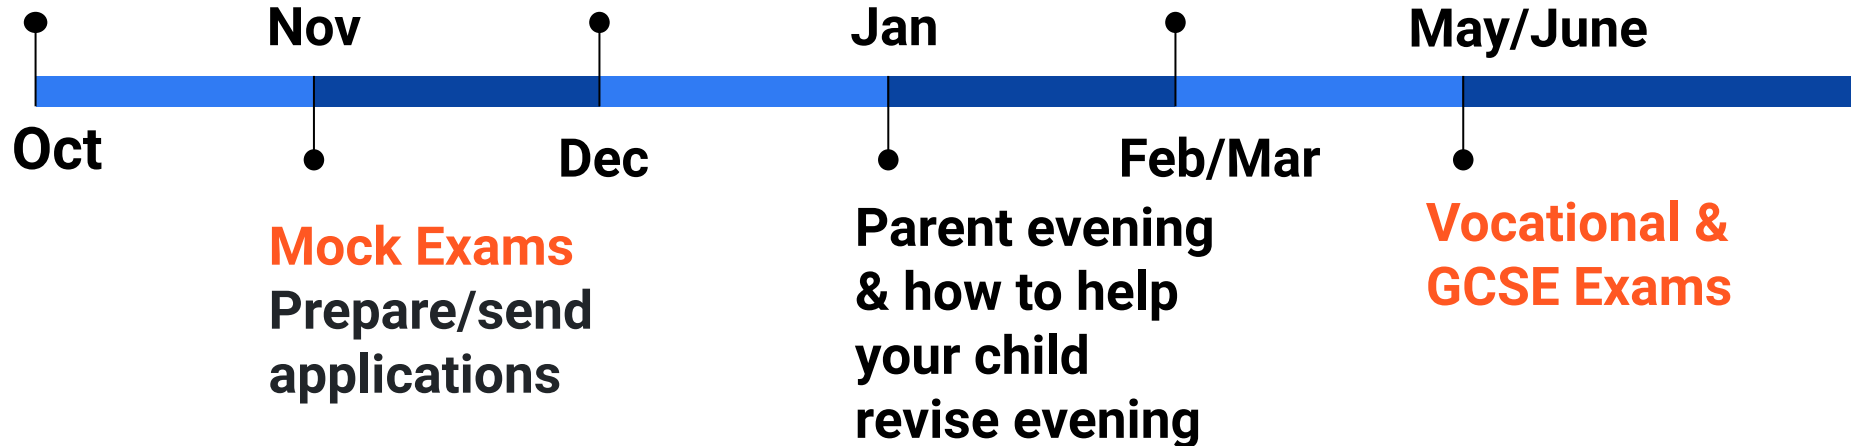 Nov
Jan
May/June
Oct
Dec
Feb/Mar
Mock Exams
Prepare/send
applications
Parent evening
& how to help
your child
revise evening
Vocational &
GCSE Exams